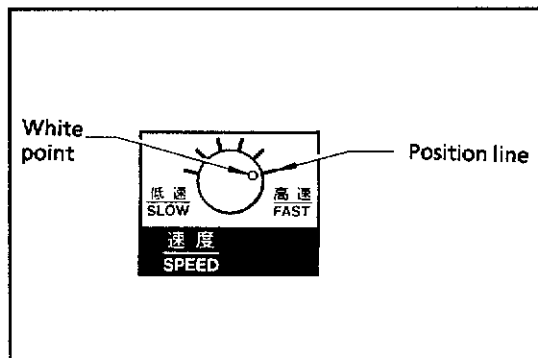 White
point
Position line
低速
SLOW
高速
FAST
速度
SPEED